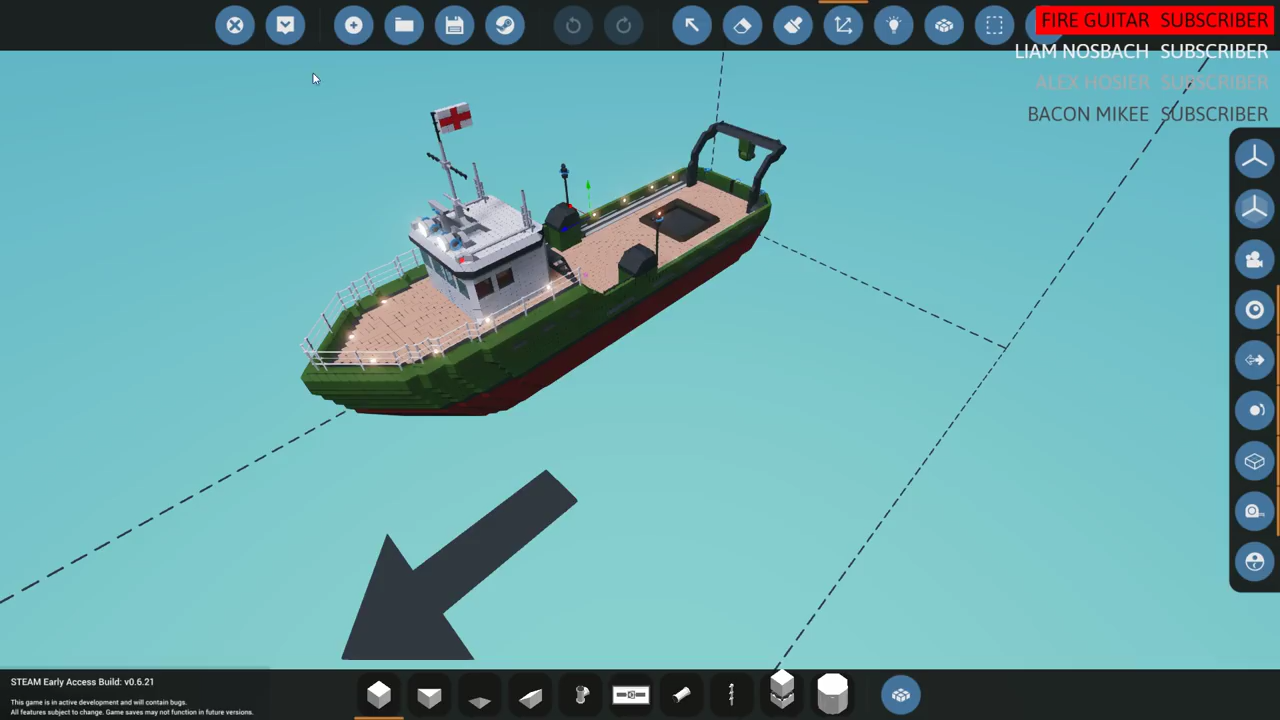 FIRE GUITAR SUBSCRIBER
LIAM NOSBACH SUBSCRIBER
ALEX HOSIER SUBSCRIBER
BACON MIKEE SUBSCRIBER
STEAM Early Access Build: v0.6.21
This game is in active development and will contain bugs.
All features subject to change. Game saves may not function in future versions.